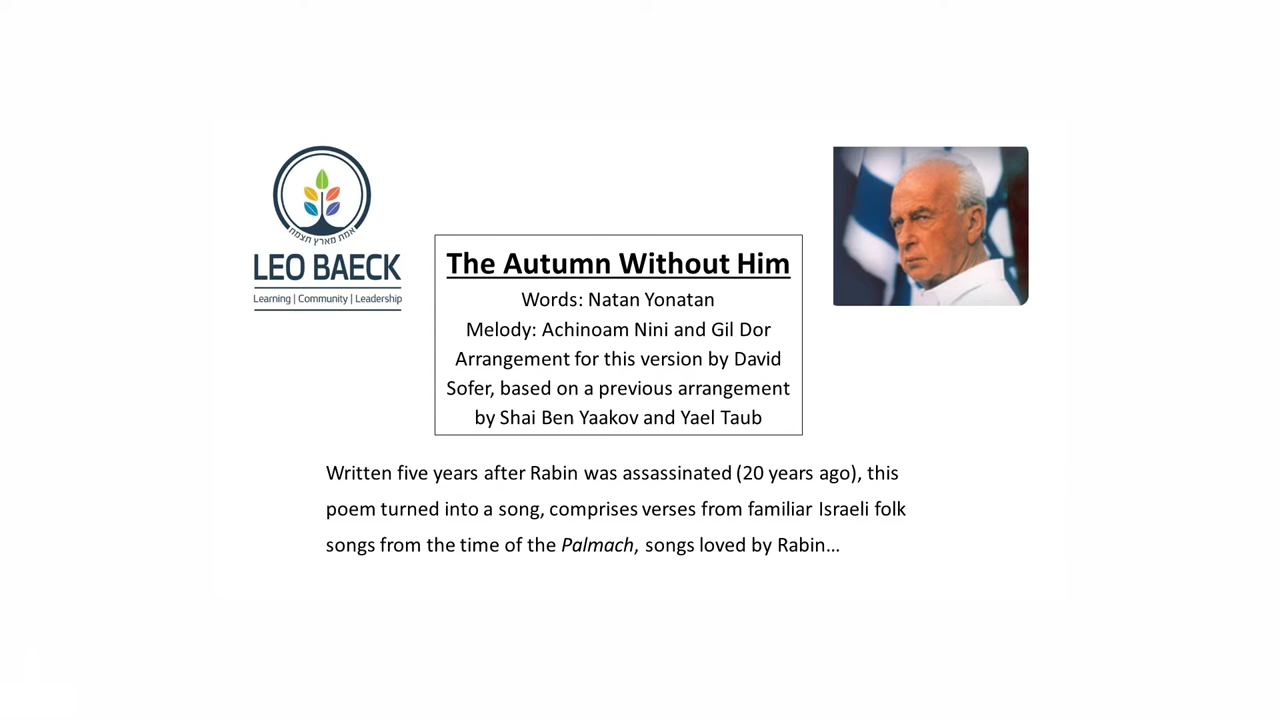 אמת מארץ תצמח
LEO BAECK
Learning | Community | Leadership
The Autumn Without Him
Words: Natan Yonatan
Melody: Achinoam Nini and Gil Dor
Arrangement for this version by David
Sofer, based on a previous arrangement
by Shai Ben Yaakov and Yael Taub
Written five years after Rabin was assassinated (20 years ago), this
poem turned into a song, comprises verses from familiar Israeli folk
songs from the time of the Palmach, songs loved by Rabin…